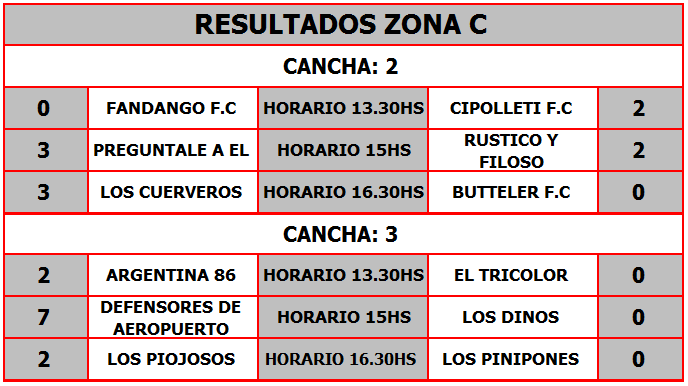 RESULTADOS ZONA C
CANCHA: 2
0 FANDANGO F.C HORARIO 13.30HS CIPOLLETI F.C 2
3 PREGUNTALE A EL HORARIO 15HS RUSTICO Y
FILOSO 2
3 LOS CUERVEROS HORARIO 16.30HS BUTTELER F.C 0
CANCHA: 3
2 ARGENTINA 86 HORARIO 13.30HS EL TRICOLOR 0
7 DEFENSORES DE
AEROPUERTO HORARIO 15HS LOS DINOS 0
2 LOS PIOJOSOS HORARIO 16.30HS LOS PINIPONES 0